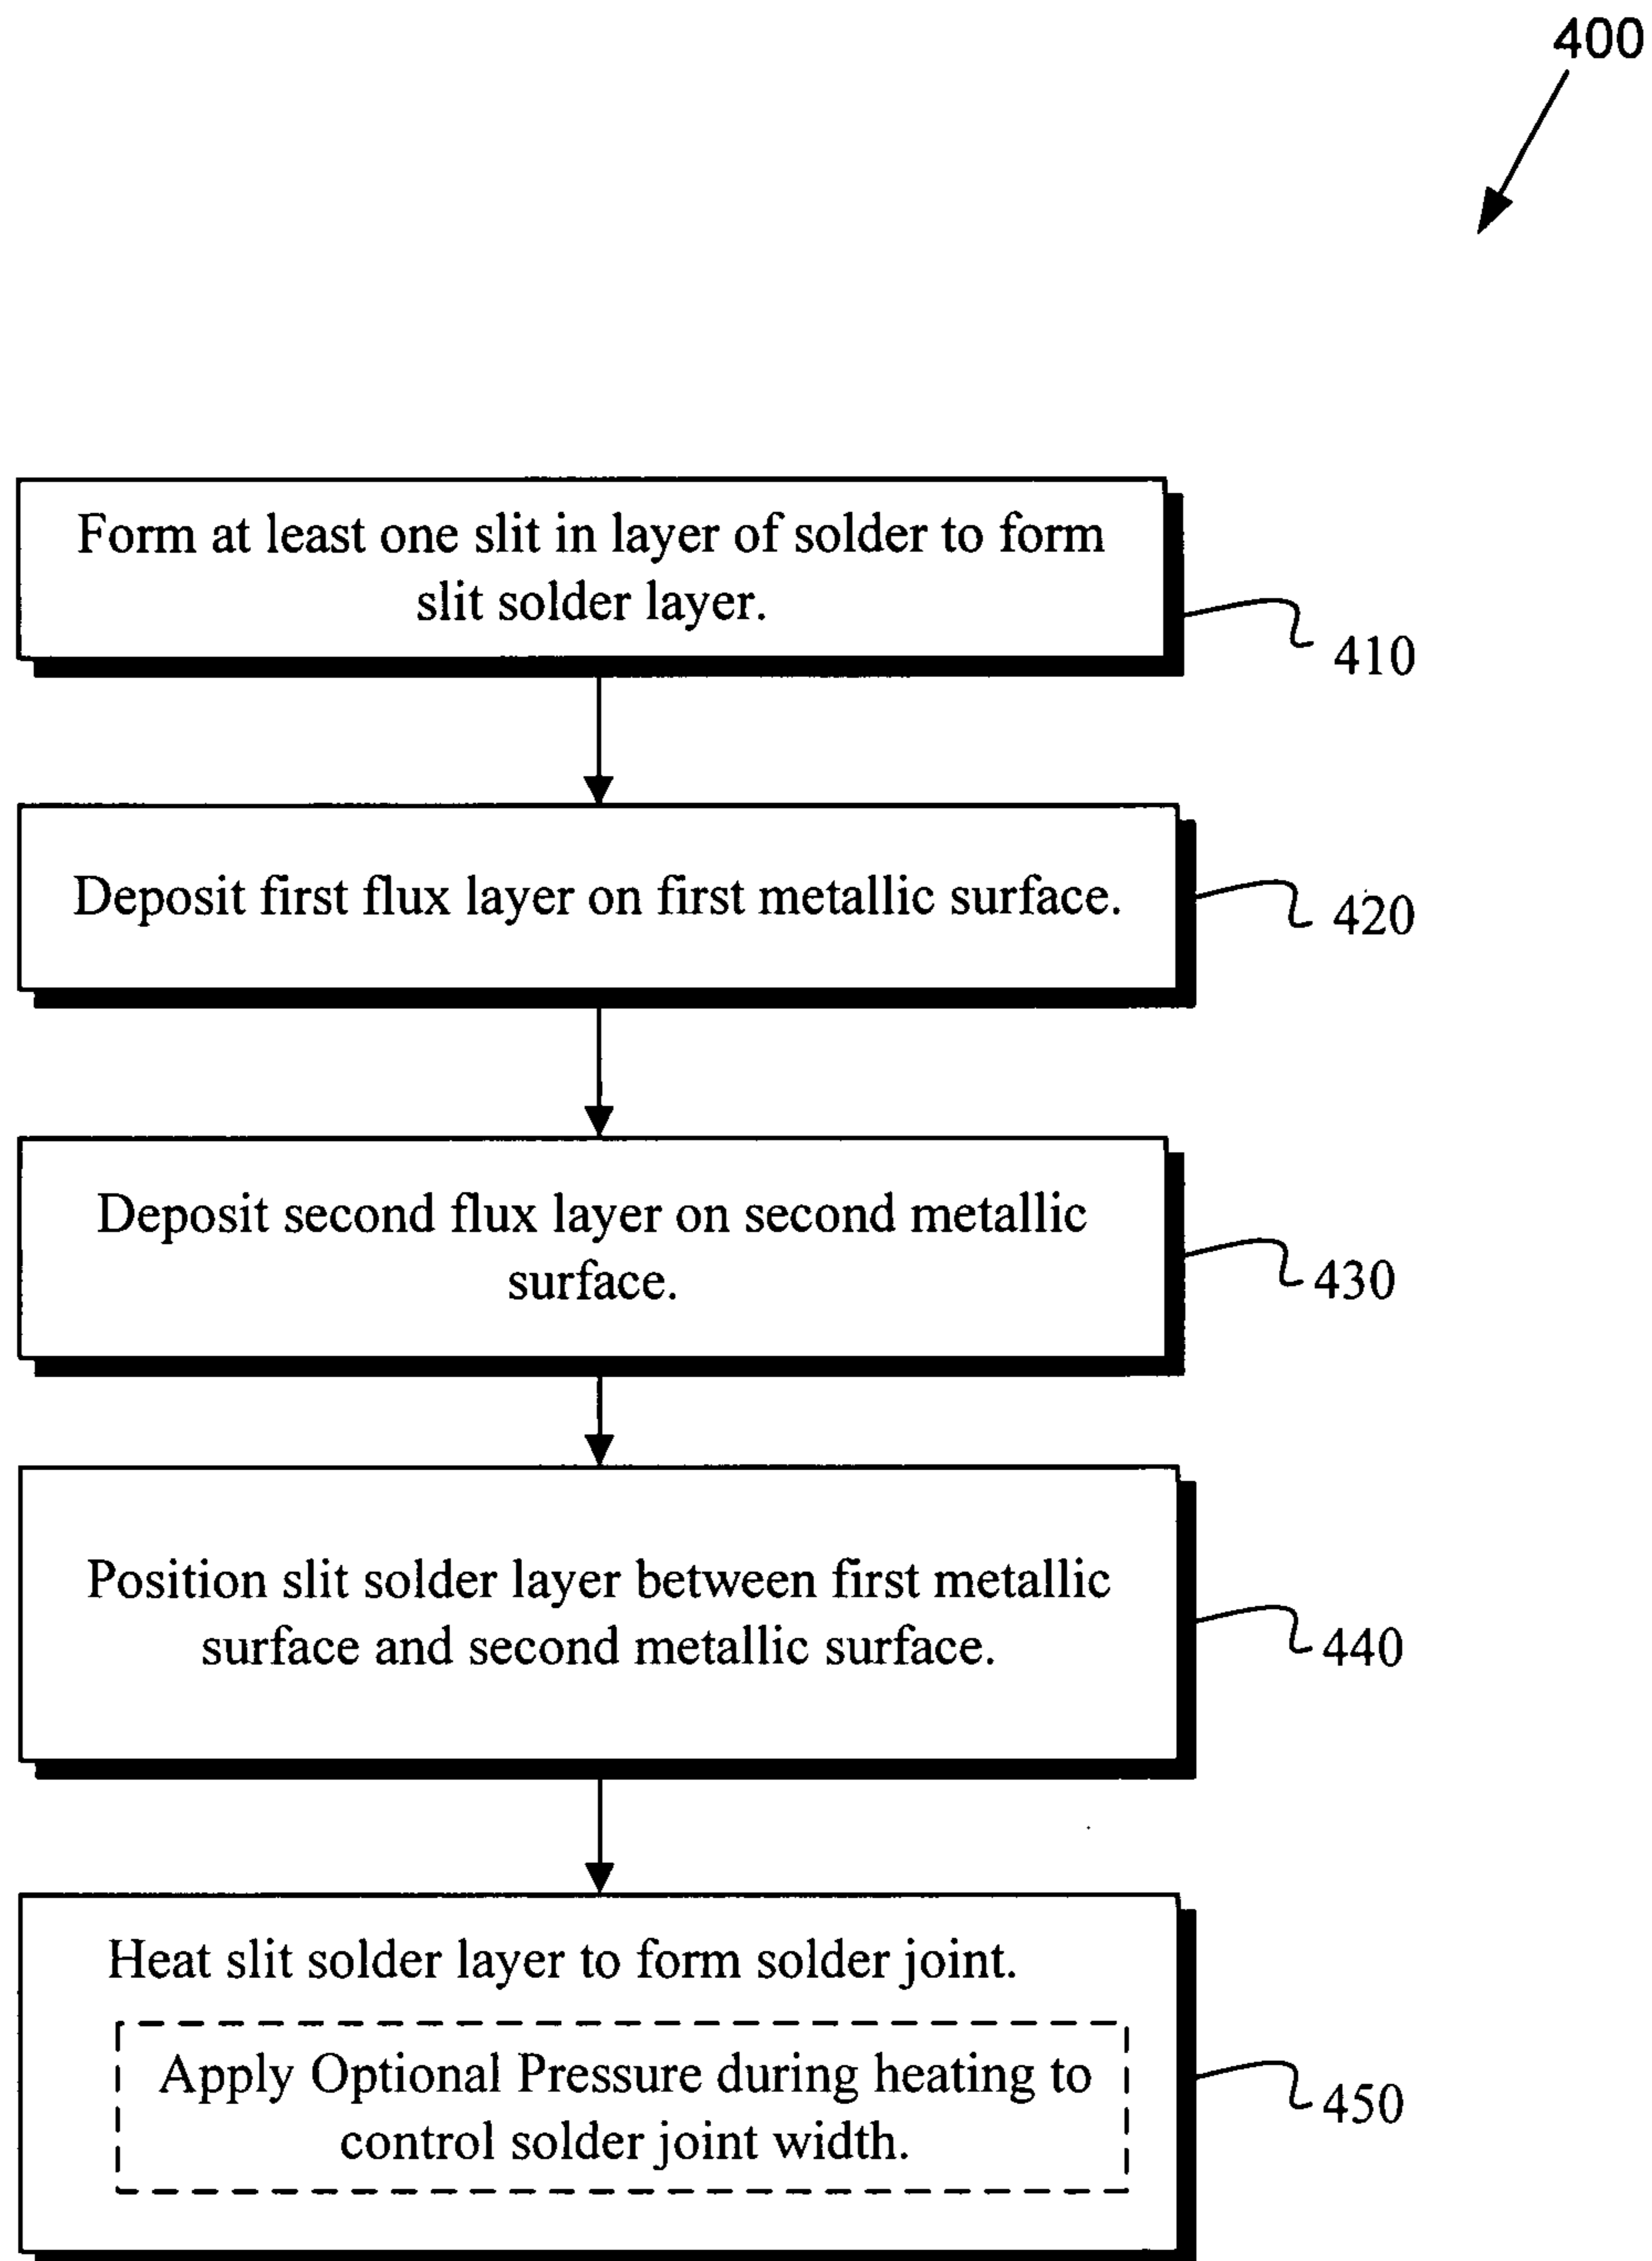 400
Form at least one slit in layer of solder to form
slit solder layer.
410
Deposit first flux layer on first metallic surface.
420
Deposit second flux layer on second metallic
surface.
430
Position slit solder layer between first metallic
surface and second metallic surface.
440
Heat slit solder layer to form solder joint.
Apply Optional Pressure during heating to
control solder joint width.
450